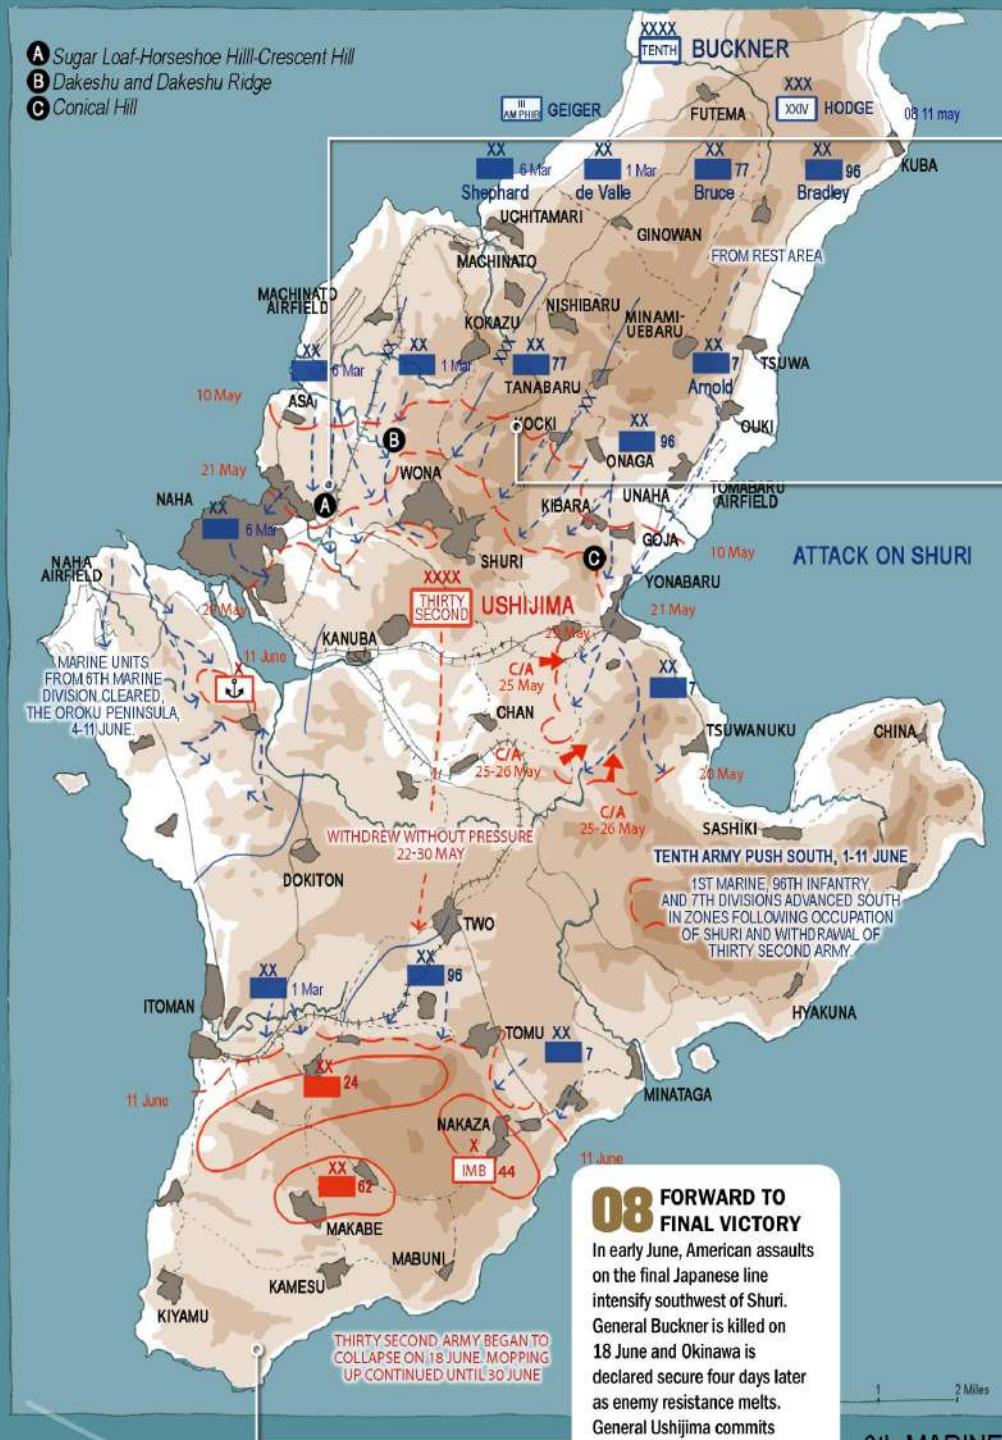 A Sugar Loaf-Horseshoe Hilll-Crescent Hill
B Dakeshu and Dakeshu Ridge
C Conical Hill
XXXX
TENTH BUCKNER
III
AM PHIB GEIGER
XXX
XXIV HODGE
FUTEMA
08 11 may
KUBA
XX
6 Mar
Shephard
XX
1 Mar
de Valle
XX
77
Bruce
XX
96
Bradley
UCHITAMARI
GINOWAN
MACHINATO
FROM REST AREA
MACHINATO
AIRFIELD
NISHIBARU
KOKAZU
MINAMI-
UEBARU
XX
6 Mar
XX
XX
1 Mar
XXX
XX
77
TANABARU
XX
7
Arnold
TSUWA
10 May
ASA
XX
OUKI
KOCKI
XX
96
ONAGA
B
WONA
21 May
NAHA
A
UNAHA
TOMABARU
AIRFIELD
KIBARA
XX
6 Mar
GOJA
10 May
ATTACK ON SHURI
NAHA
AIRFIELD
SHURI
C
YONABARU
XXXX
THIRTY
SECOND USHIJIMA
21 May
KANUBA
11 June
X
MARINE UNITS
FROM 6TH MARINE
DIVISION CLEARED,
THE OROKU PENINSULA,
4-11 JUNE.
C/A
25 May
XX
7
CHAN
TSUWANUKU
CHINA
C/A
25-26 May
20 May
C/A
25-26 May
SASHIKI
WITHDREW WITHOUT PRESSURE
22-30 MAY
TENTH ARMY PUSH SOUTH, 1-11 JUNE
1ST MARINE, 96TH INFANTRY,
AND 7TH DIVISIONS ADVANCED SOUTH
IN ZONES FOLLOWING OCCUPATION
OF SHURI AND WITHDRAWAL OF
THIRTY SECOND ARMY.
DOKITON
TWO
XX
1 Mar
XX
96
ITOMAN
HYAKUNA
TOMU
XX
7
XX
24
MINATAGA
11 June
NAKAZA
X
IMB 44
11 June
XX
62
MAKABE
MABUNI
KAMESU
KIYAMU
THIRTY SECOND ARMY BEGAN TO
COLLAPSE ON 18 JUNE. MOPPING
UP CONTINUED UNTIL 30 JUNE
08 FORWARD TO
FINAL VICTORY
In early June, American assaults
on the final Japanese line
intensify southwest of Shuri.
General Buckner is killed on
18 June and Okinawa is
declared secure four days later
as enemy resistance melts.
General Ushijima commits
1 2 Miles